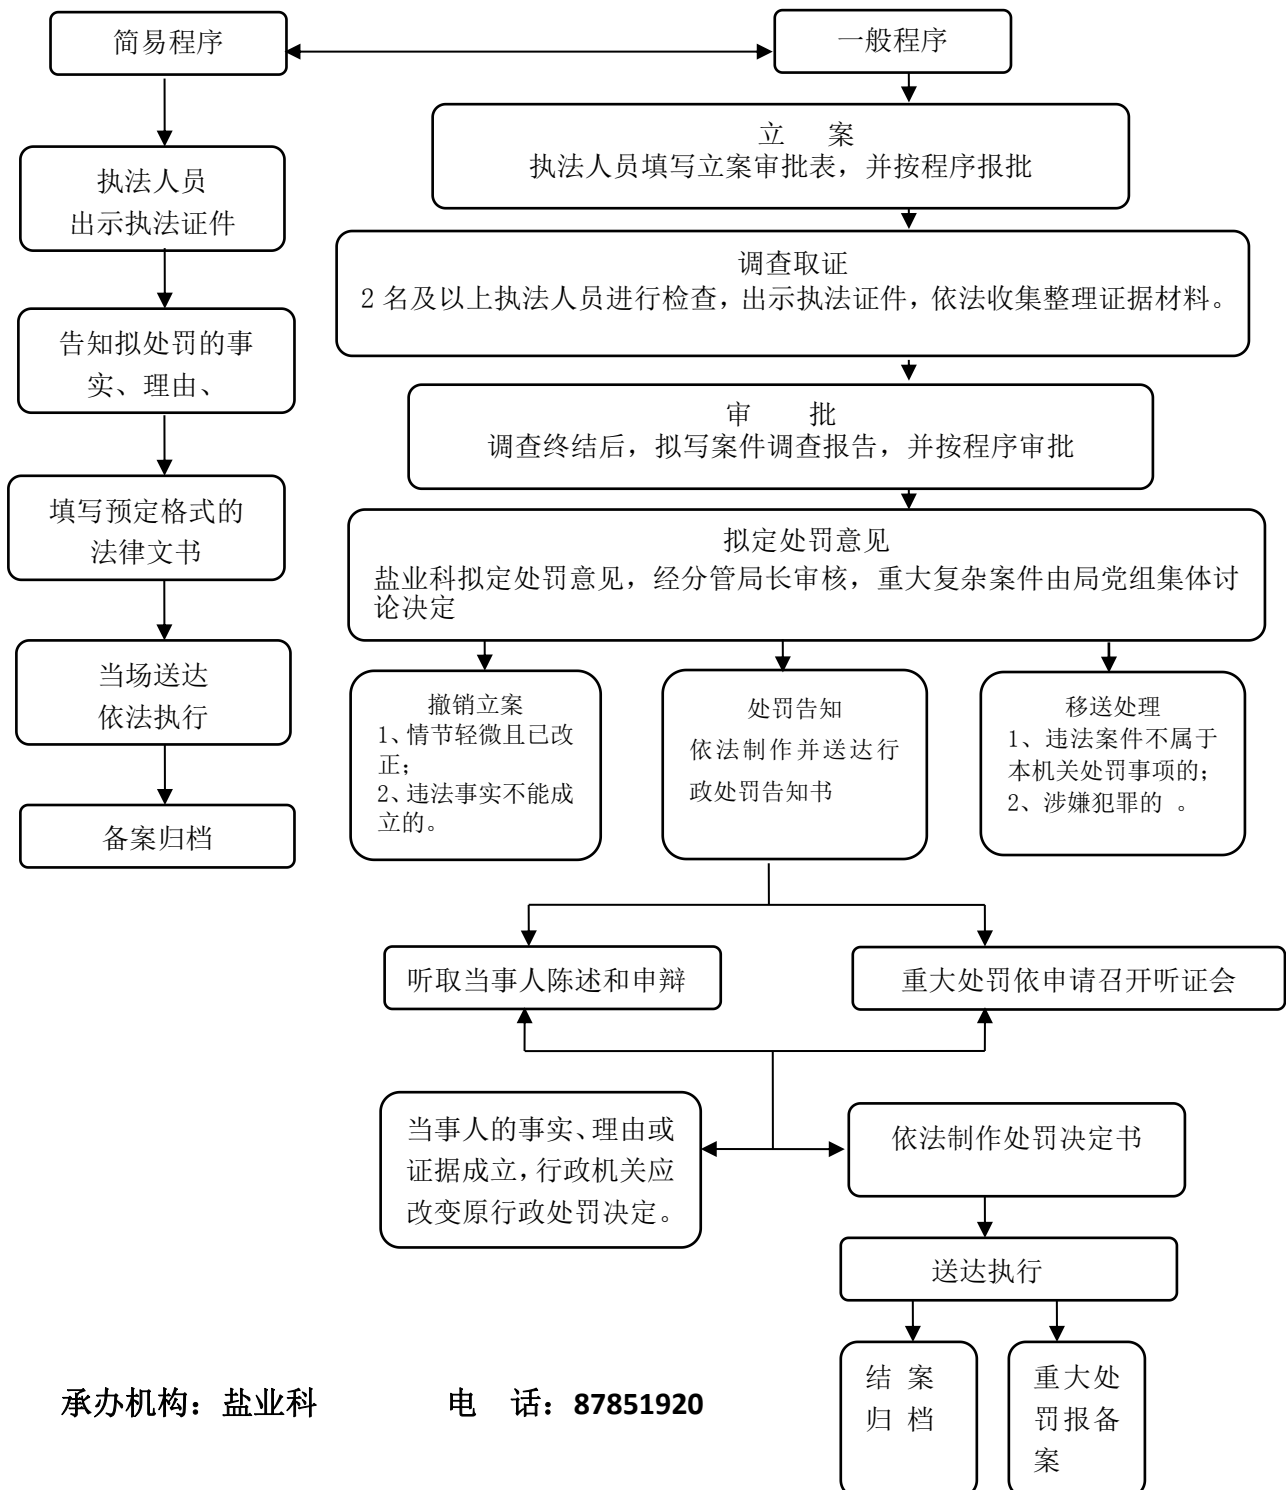 简易程序
一般程序
执法人员
出示执法证件
告知拟处罚的事
实、理由、
填写预定格式的
法律文书
当场送达
依法执行
备案归档
立 案
执法人员填写立案审批表，并按程序报批
调查取证
2 名及以上执法人员进行检查，出示执法证件，依法收集整理证据材料。
审 批
调查终结后，拟写案件调查报告，并按程序审批
拟定处罚意见
盐业科拟定处罚意见，经分管局长审核，重大复杂案件由局党组集体讨
论决定
撤销立案
1、情节轻微且已改
正；
2、违法事实不能成
立的。
处罚告知
依法制作并送达行
政处罚告知书
移送处理
1、违法案件不属于
本机关处罚事项的；
2、涉嫌犯罪的 。
听取当事人陈述和申辩
重大处罚依申请召开听证会
当事人的事实、理由或
证据成立，行政机关应
改变原行政处罚决定。
依法制作处罚决定书
送达执行
结 案
归 档
重大处
罚报备
案
承办机构：盐业科 电 话：87851920